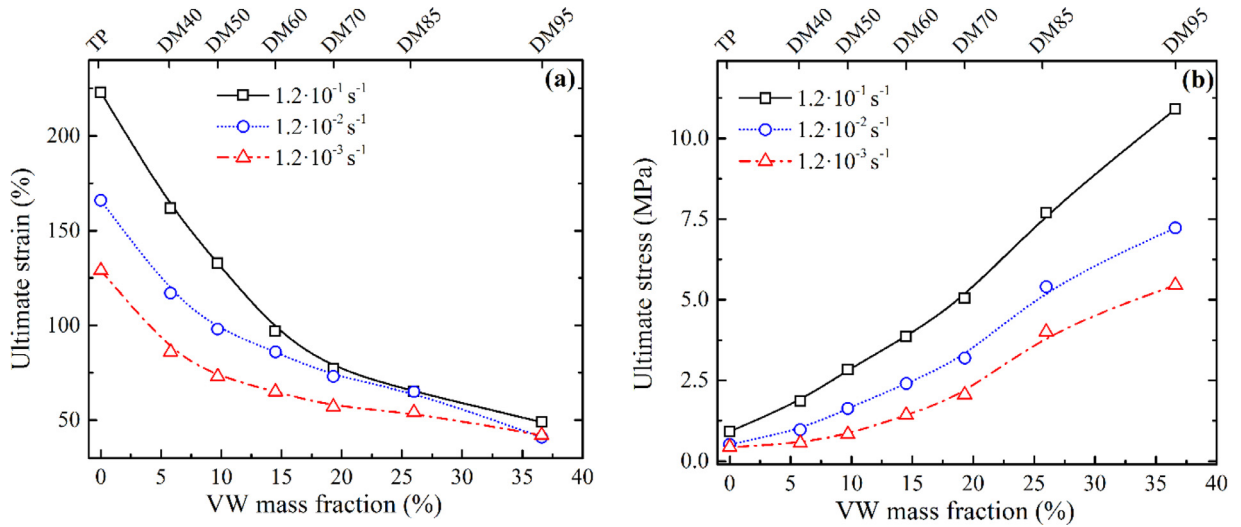 TP DM40 DM50 DM60 DM70 DM85 DM95
(a)
1.2·10⁻¹ s⁻¹
1.2·10⁻² s⁻¹
1.2·10⁻³ s⁻¹
Ultimate strain (%)
200
150
100
50
0 5 10 15 20 25 30 35 40
VW mass fraction (%)
TP DM40 DM50 DM60 DM70 DM85 DM95
(b)
1.2·10⁻¹ s⁻¹
1.2·10⁻² s⁻¹
1.2·10⁻³ s⁻¹
Ultimate stress (MPa)
10.0
7.5
5.0
2.5
0.0
0 5 10 15 20 25 30 35 40
VW mass fraction (%)